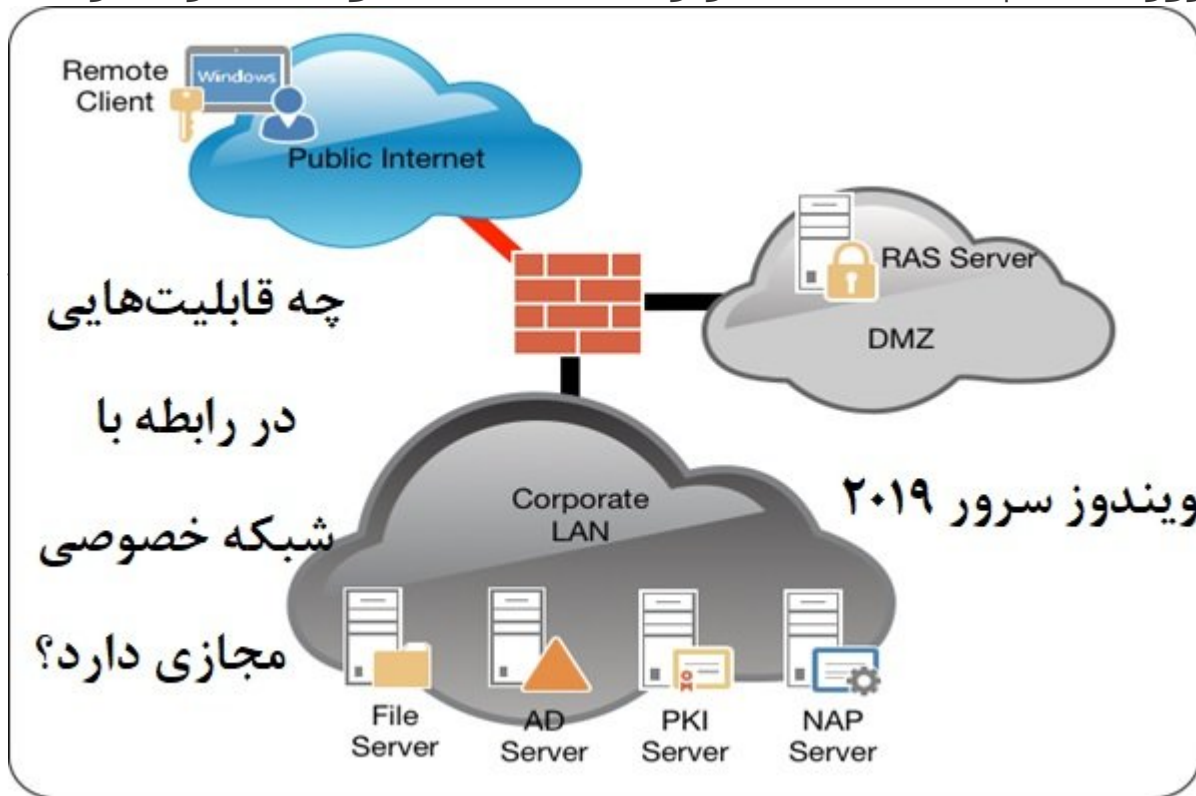 Remote
Client
Windows
Public Internet
RAS Server
DMZ
ویندوز سرور ۲۰۱۹
چه قابلیت‌هایی
در رابطه با
شبکه خصوصی
مجازی دارد؟
Corporate
LAN
File
Server
AD
Server
PKI
Server
NAP
Server